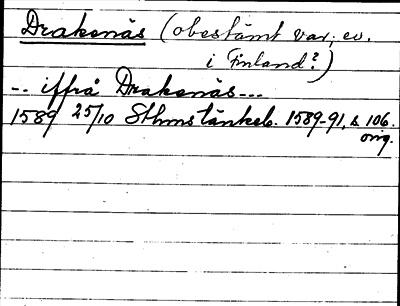 Drakenäs (obestämt var; ev.
i Finland?)
-- iffrå Drakenäs---
1589 25/10 Sthms tänkeb. 1589-91, s. 106.
orig.